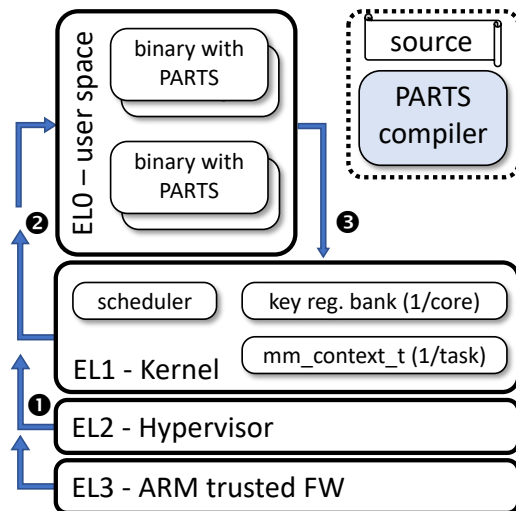 binary with
PARTS
binary with
PARTS
EL0 – user space
source
PARTS
compiler
❷
❸
scheduler
key reg. bank (1/core)
mm_context_t (1/task)
EL1 - Kernel
❶
EL2 - Hypervisor
EL3 - ARM trusted FW